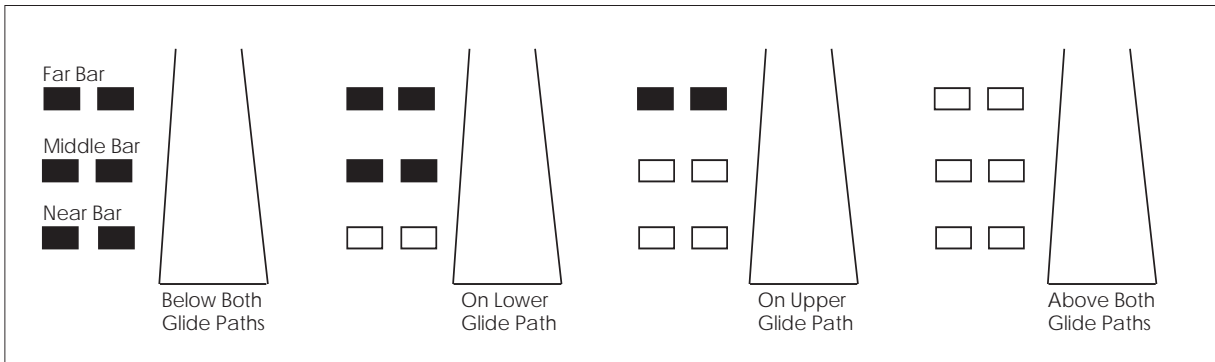 Far Bar
Middle Bar
Near Bar
Below Both
Glide Paths
On Lower
Glide Path
On Upper
Glide Path
Above Both
Glide Paths